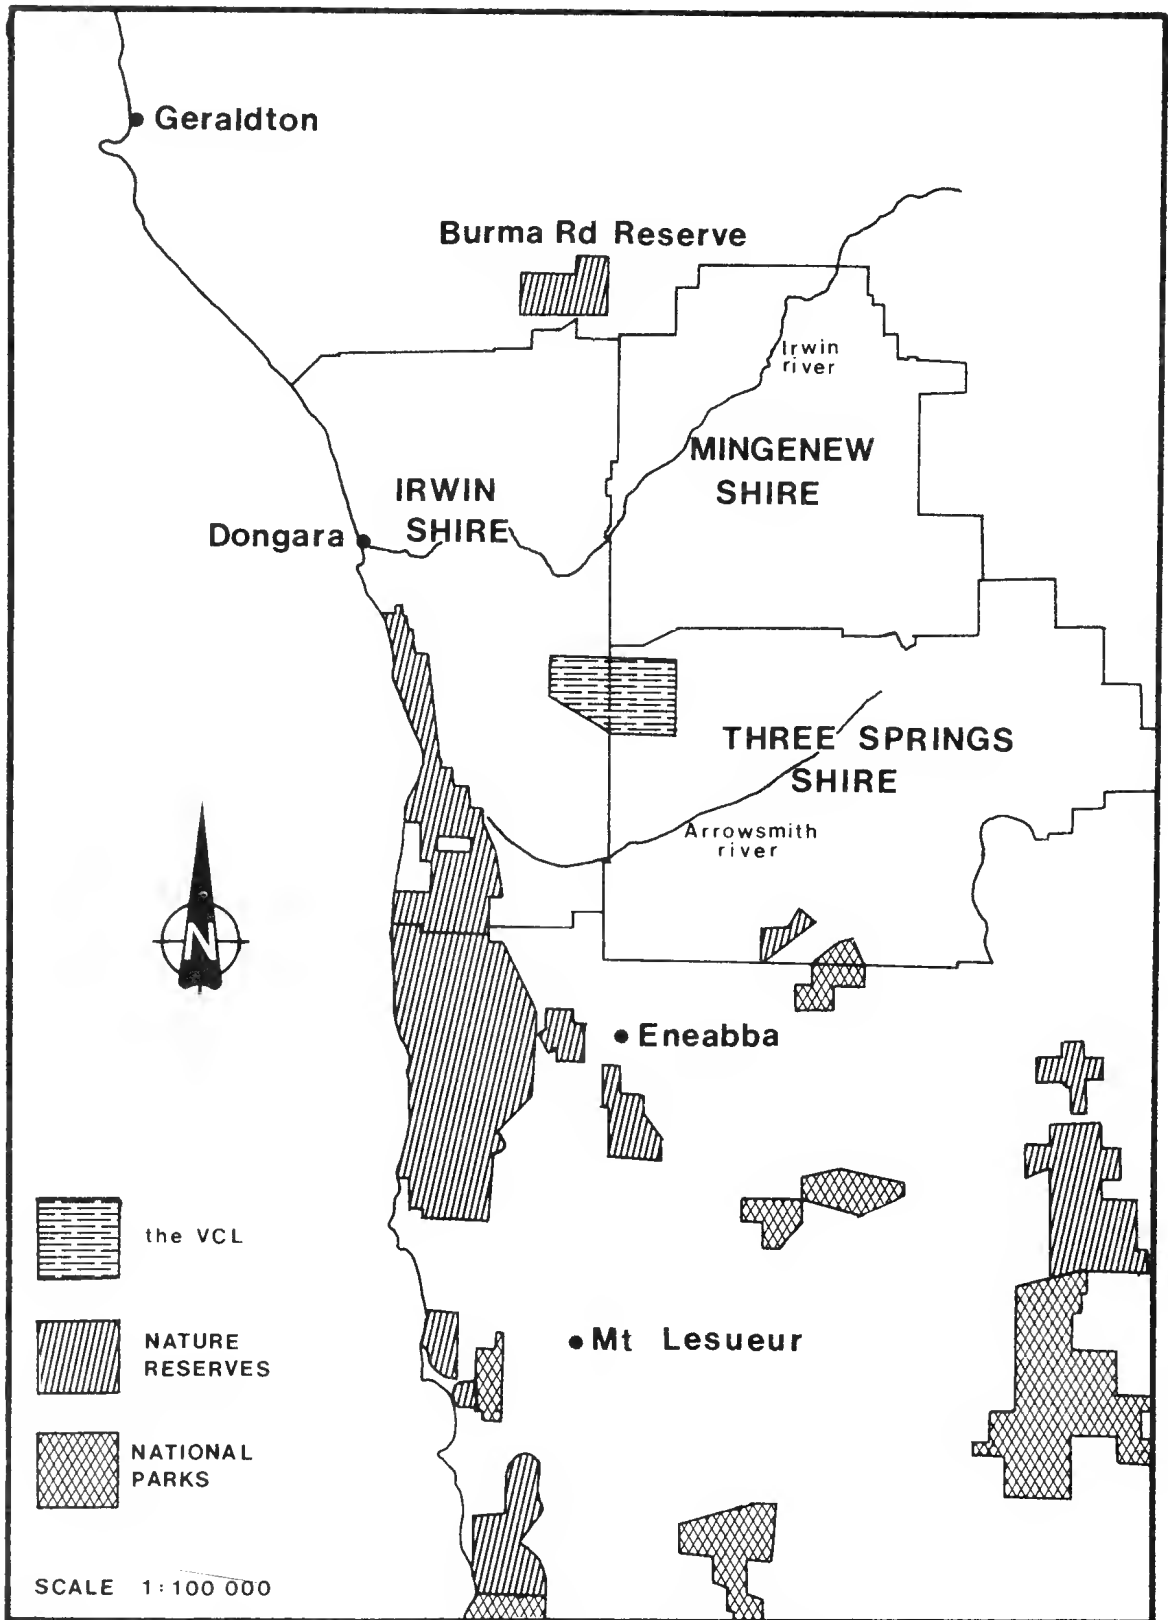 Geraldton
Burma Rd Reserve
Irwin
river
MINGENEW
SHIRE
IRWIN
SHIRE
Dongara
THREE SPRINGS
SHIRE
Arrowsmith
river
N
Eneabba
the VCL
NATURE
RESERVES
Mt Lesueur
NATIONAL
PARKS
SCALE 1:100 000